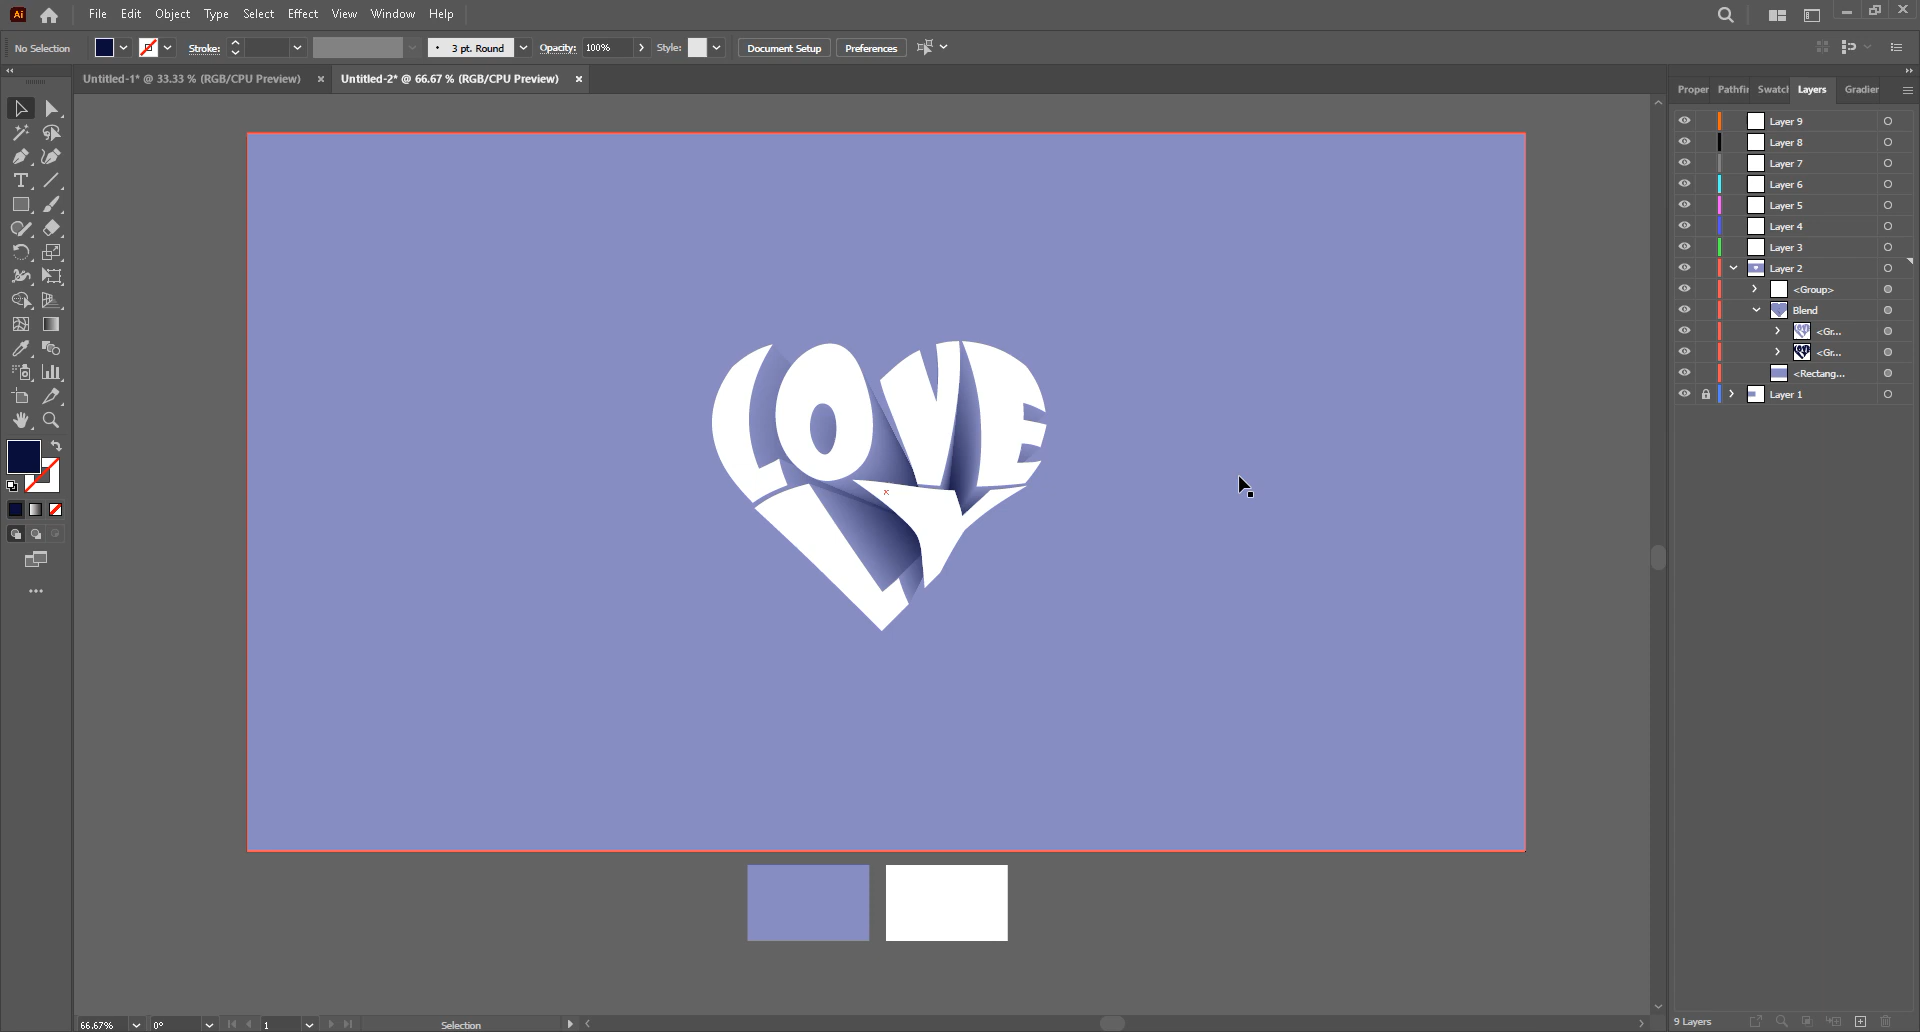 Ai File Edit Object Type Select Effect View Window Help
No Selection Stroke: 3 pt. Round Opacity: 100% Style: Document Setup Preferences
Untitled-1* @ 33.33 % (RGB/CPU Preview) × Untitled-2* @ 66.67 % (RGB/CPU Preview) ×
Proper Pathfin Swatch Layers Gradier
Layer 9
Layer 8
Layer 7
Layer 6
Layer 5
Layer 4
Layer 3
Layer 2
<Group>
Blend
<Gr...
<Gr...
<Rectang...
Layer 1
LOVE
LY
66.67% 0° 1 Selection
9 Layers